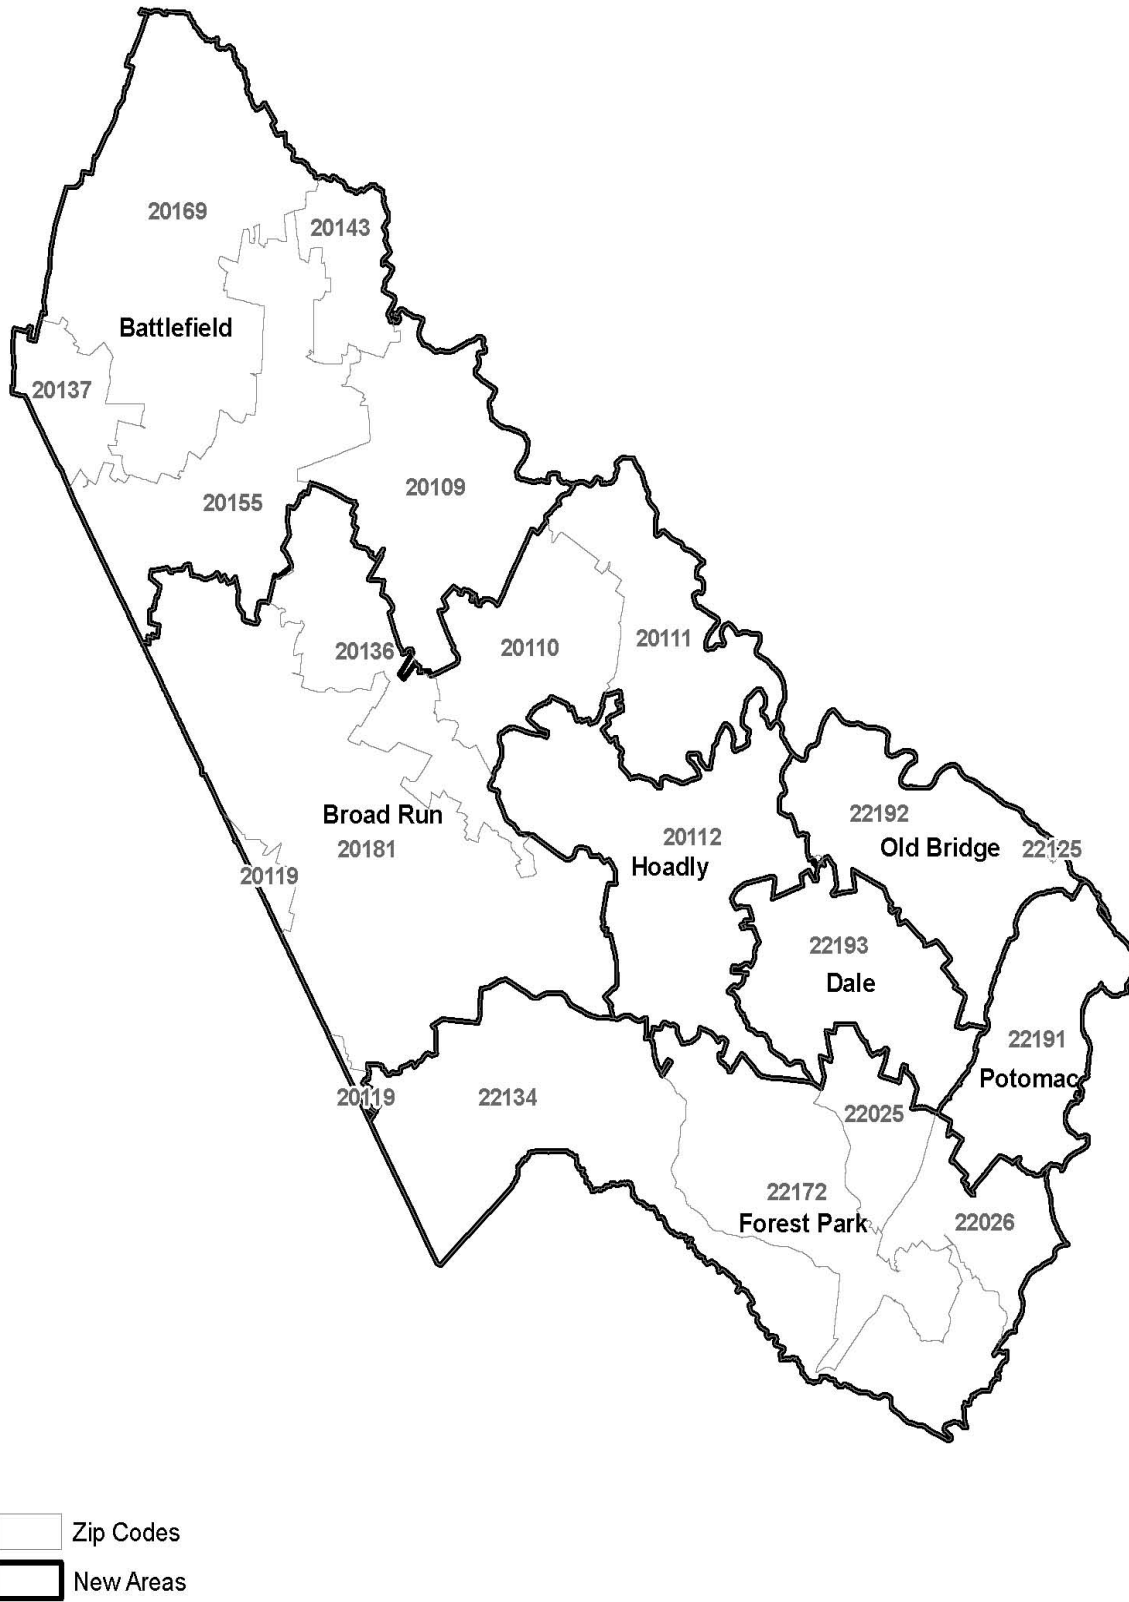 20169
20143
Battlefield
20137
20155
20109
20136
20110
20111
Broad Run
20181
20112
Hoadly
22192
Old Bridge
22125
20119
22193
Dale
22191
Potomac
20119
22134
22025
22172
Forest Park
22026
Zip Codes
New Areas